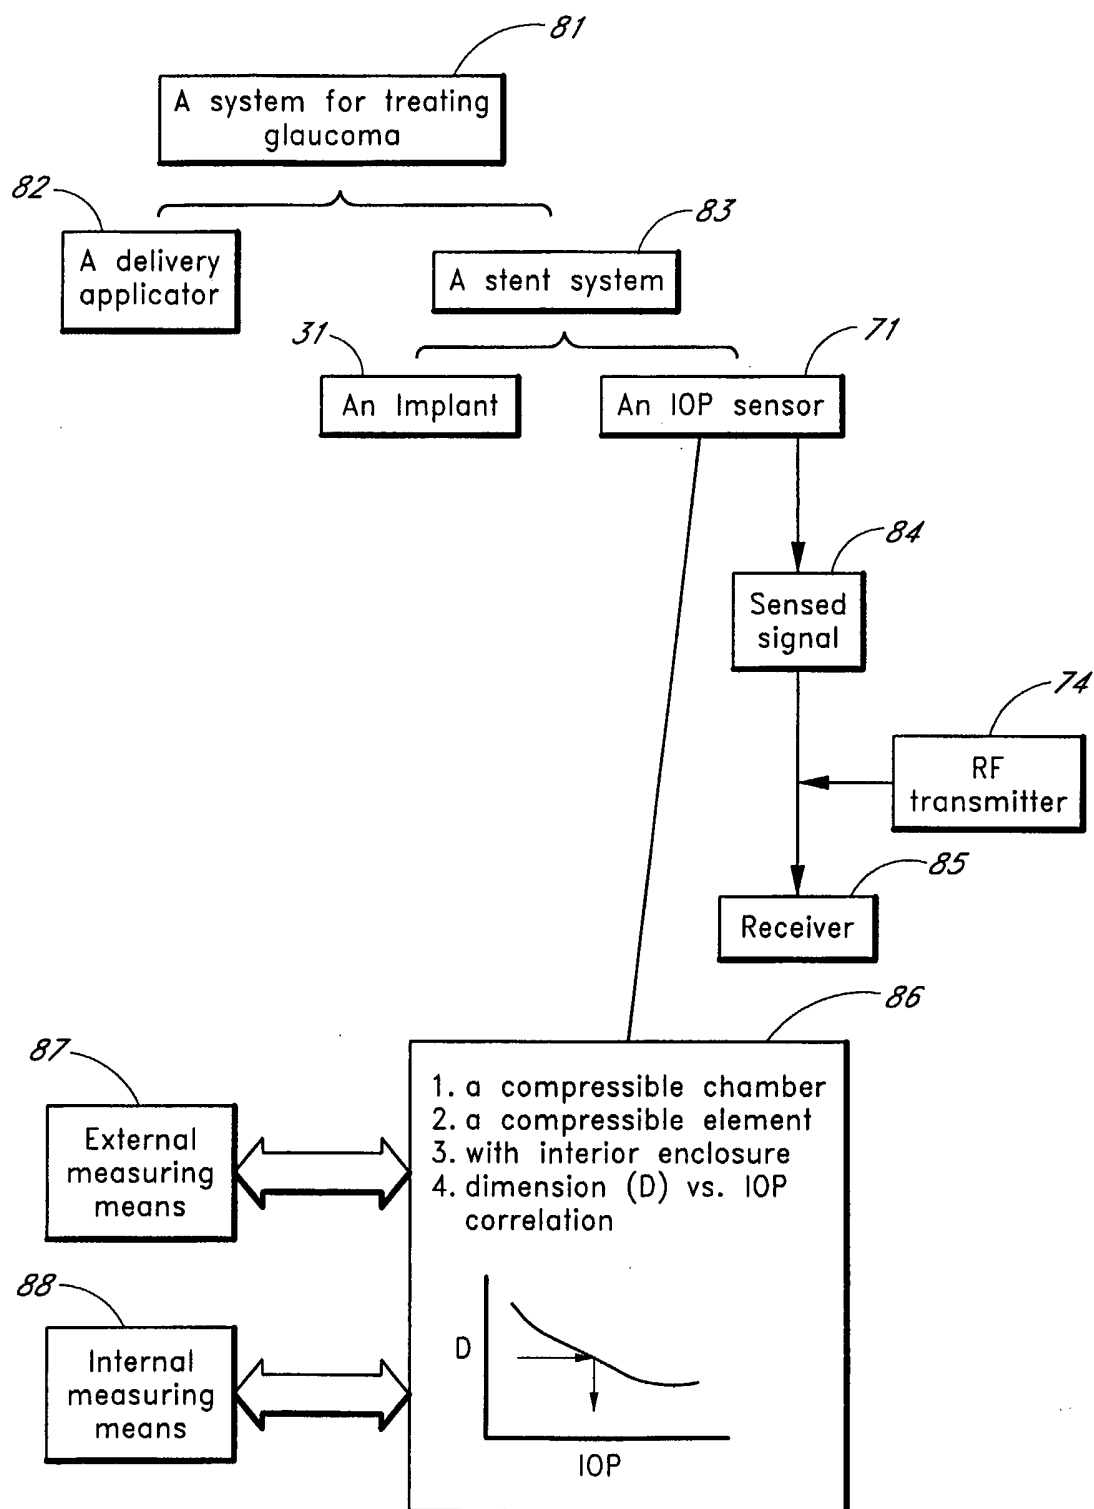 81
A system for treating
glaucoma
82
83
A delivery
applicator
A stent system
31
71
An Implant
An IOP sensor
84
Sensed
signal
74
RF
transmitter
85
Receiver
86
87
1. a compressible chamber
2. a compressible element
3. with interior enclosure
4. dimension (D) vs. IOP
correlation
External
measuring
means
88
Internal
measuring
means
D
IOP